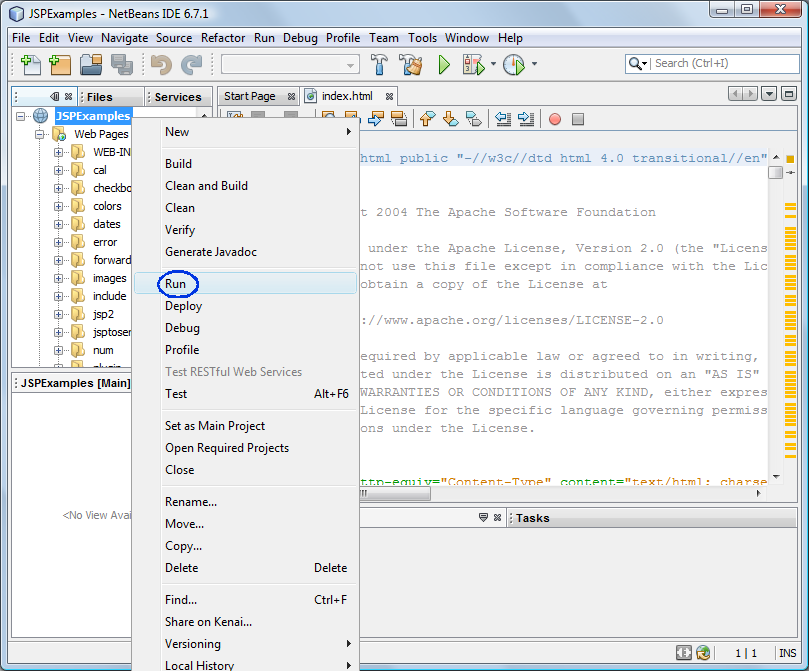 JSPExamples - NetBeans IDE 6.7.1
File Edit View Navigate Source Refactor Run Debug Profile Team Tools Window Help
Search (Ctrl+I)
Files
Services
Start Page
index.html
JSPExamples
Web Pages
WEB-IN
cal
checkbo
colors
dates
error
forward
images
include
jsp2
jsptoser
num
JSPExamples [Main]
<No View Avai
New
Build
Clean and Build
Clean
Verify
Generate Javadoc
Run
Deploy
Debug
Profile
Test RESTful Web Services
Test Alt+F6
Set as Main Project
Open Required Projects
Close
Rename...
Move...
Copy...
Delete Delete
Find... Ctrl+F
Share on Kenai...
Versioning
Local History
html public "-//w3c//dtd html 4.0 transitional//en"
t 2004 The Apache Software Foundation
under the Apache License, Version 2.0 (the "Licens
not use this file except in compliance with the Lic
obtain a copy of the License at
://www.apache.org/licenses/LICENSE-2.0
equired by applicable law or agreed to in writing,
ted under the License is distributed on an "AS IS"
WARRANTIES OR CONDITIONS OF ANY KIND, either expres
License for the specific language governing permiss
ons under the License.
ttp-equiv="Content-Type" content="text/html; charse
Tasks
1 | 1 INS